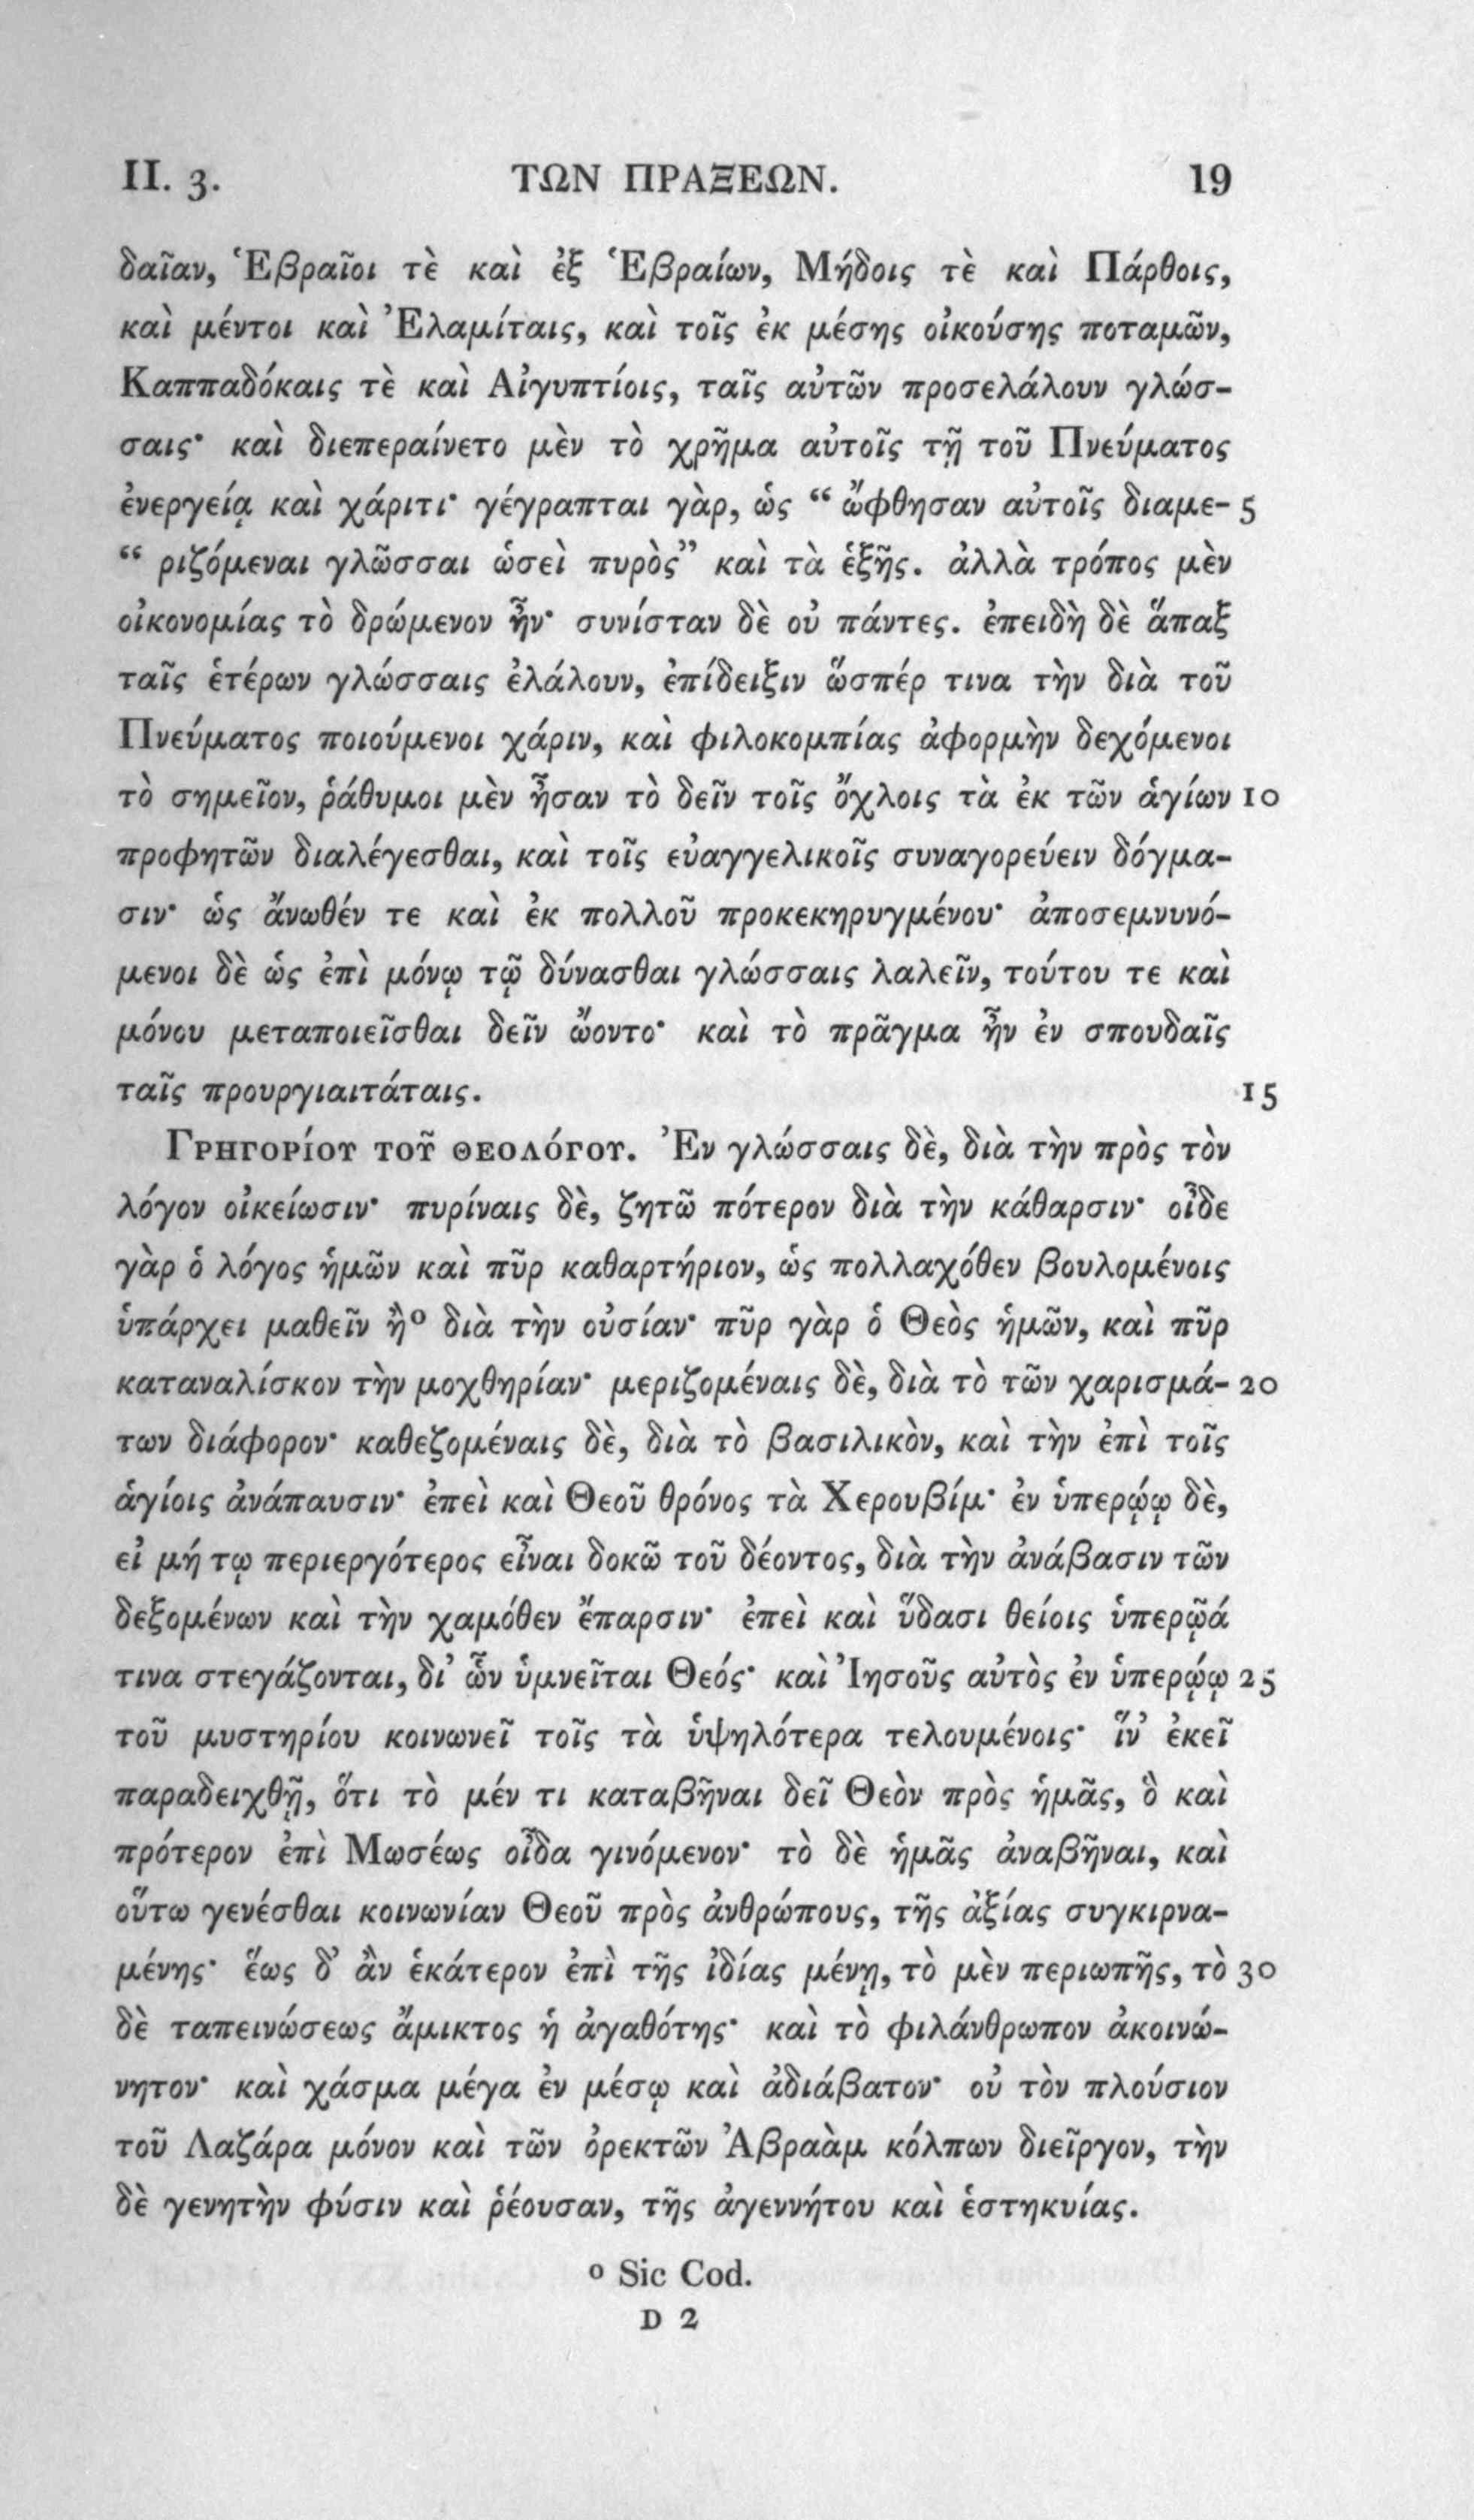 II. 3. ΤΩΝ ΠΡΑΞΕΩΝ. 19
δαῖαν, Ἑβραῖοι τὲ καὶ ἐξ Ἑβραίων, Μήδοις τὲ καὶ Πάρθοις,
καὶ μέντοι καὶ Ἐλαμίταις, καὶ τοῖς ἐκ μέσης οἰκούσης ποταμῶν,
Καππαδόκαις τὲ καὶ Αἰγυπτίοις, ταῖς αὐτῶν προσελάλουν γλώσ-
σαις· καὶ διεπεραίνετο μὲν τὸ χρῆμα αὐτοῖς τῇ τοῦ Πνεύματος
ἐνεργείᾳ καὶ χάριτι· γέγραπται γὰρ, ὡς “ ὤφθησαν αὐτοῖς διαμε- 5
“ ριζόμεναι γλῶσσαι ὡσεὶ πυρὸς” καὶ τὰ ἑξῆς. ἀλλὰ τρόπος μὲν
οἰκονομίας τὸ δρώμενον ἦν· συνίσταν δὲ οὐ πάντες. ἐπειδὴ δὲ ἅπαξ
ταῖς ἑτέρων γλώσσαις ἐλάλουν, ἐπίδειξιν ὥσπέρ τινα τὴν διὰ τοῦ
Πνεύματος ποιούμενοι χάριν, καὶ φιλοκομπίας ἀφορμὴν δεχόμενοι
τὸ σημεῖον, ῥάθυμοι μὲν ἦσαν τὸ δεῖν τοῖς ὄχλοις τὰ ἐκ τῶν ἁγίων 10
προφητῶν διαλέγεσθαι, καὶ τοῖς εὐαγγελικοῖς συναγορεύειν δόγμα-
σιν· ὡς ἄνωθέν τε καὶ ἐκ πολλοῦ προκεκηρυγμένου· ἀποσεμνυνό-
μενοι δὲ ὡς ἐπὶ μόνῳ τῷ δύνασθαι γλώσσαις λαλεῖν, τούτου τε καὶ
μόνου μεταποιεῖσθαι δεῖν ᾤοντο· καὶ τὸ πρᾶγμα ἦν ἐν σπουδαῖς
ταῖς προυργιαιτάταις. 15
Γρηγορίου τοῦ θεολόγου. Ἐν γλώσσαις δὲ, διὰ τὴν πρὸς τὸν
λόγον οἰκείωσιν· πυρίναις δὲ, ζητῶ πότερον διὰ τὴν κάθαρσιν· οἶδε
γὰρ ὁ λόγος ἡμῶν καὶ πῦρ καθαρτήριον, ὡς πολλαχόθεν βουλομένοις
ὑπάρχει μαθεῖν ἢ° διὰ τὴν οὐσίαν· πῦρ γὰρ ὁ Θεὸς ἡμῶν, καὶ πῦρ
καταναλίσκον τὴν μοχθηρίαν· μεριζομέναις δὲ, διὰ τὸ τῶν χαρισμά- 20
των διάφορον· καθεζομέναις δὲ, διὰ τὸ βασιλικὸν, καὶ τὴν ἐπὶ τοῖς
ἁγίοις ἀνάπαυσιν· ἐπεὶ καὶ Θεοῦ θρόνος τὰ Χερουβίμ· ἐν ὑπερῴῳ δὲ,
εἰ μή τῳ περιεργότερος εἶναι δοκῶ τοῦ δέοντος, διὰ τὴν ἀνάβασιν τῶν
δεξομένων καὶ τὴν χαμόθεν ἔπαρσιν· ἐπεὶ καὶ ὕδασι θείοις ὑπερῷά
τινα στεγάζονται, δι’ ὧν ὑμνεῖται Θεός· καὶ Ἰησοῦς αὐτὸς ἐν ὑπερῴῳ 25
τοῦ μυστηρίου κοινωνεῖ τοῖς τὰ ὑψηλότερα τελουμένοις· ἵν’ ἐκεῖ
παραδειχθῇ, ὅτι τὸ μέν τι καταβῆναι δεῖ Θεὸν πρὸς ἡμᾶς, ὃ καὶ
πρότερον ἐπὶ Μωσέως οἶδα γινόμενον· τὸ δὲ ἡμᾶς ἀναβῆναι, καὶ
οὕτω γενέσθαι κοινωνίαν Θεοῦ πρὸς ἀνθρώπους, τῆς ἀξίας συγκιρνα-
μένης· ἕως δ’ ἂν ἑκάτερον ἐπὶ τῆς ἰδίας μένῃ, τὸ μὲν περιωπῆς, τὸ 30
δὲ ταπεινώσεως ἄμικτος ἡ ἀγαθότης· καὶ τὸ φιλάνθρωπον ἀκοινώ-
νητον· καὶ χάσμα μέγα ἐν μέσῳ καὶ ἀδιάβατον· οὐ τὸν πλούσιον
τοῦ Λαζάρα μόνον καὶ τῶν ὀρεκτῶν Ἀβραὰμ κόλπων διεῖργον, τὴν
δὲ γενητὴν φύσιν καὶ ῥέουσαν, τῆς ἀγεννήτου καὶ ἑστηκυίας.
° Sic Cod.
D 2